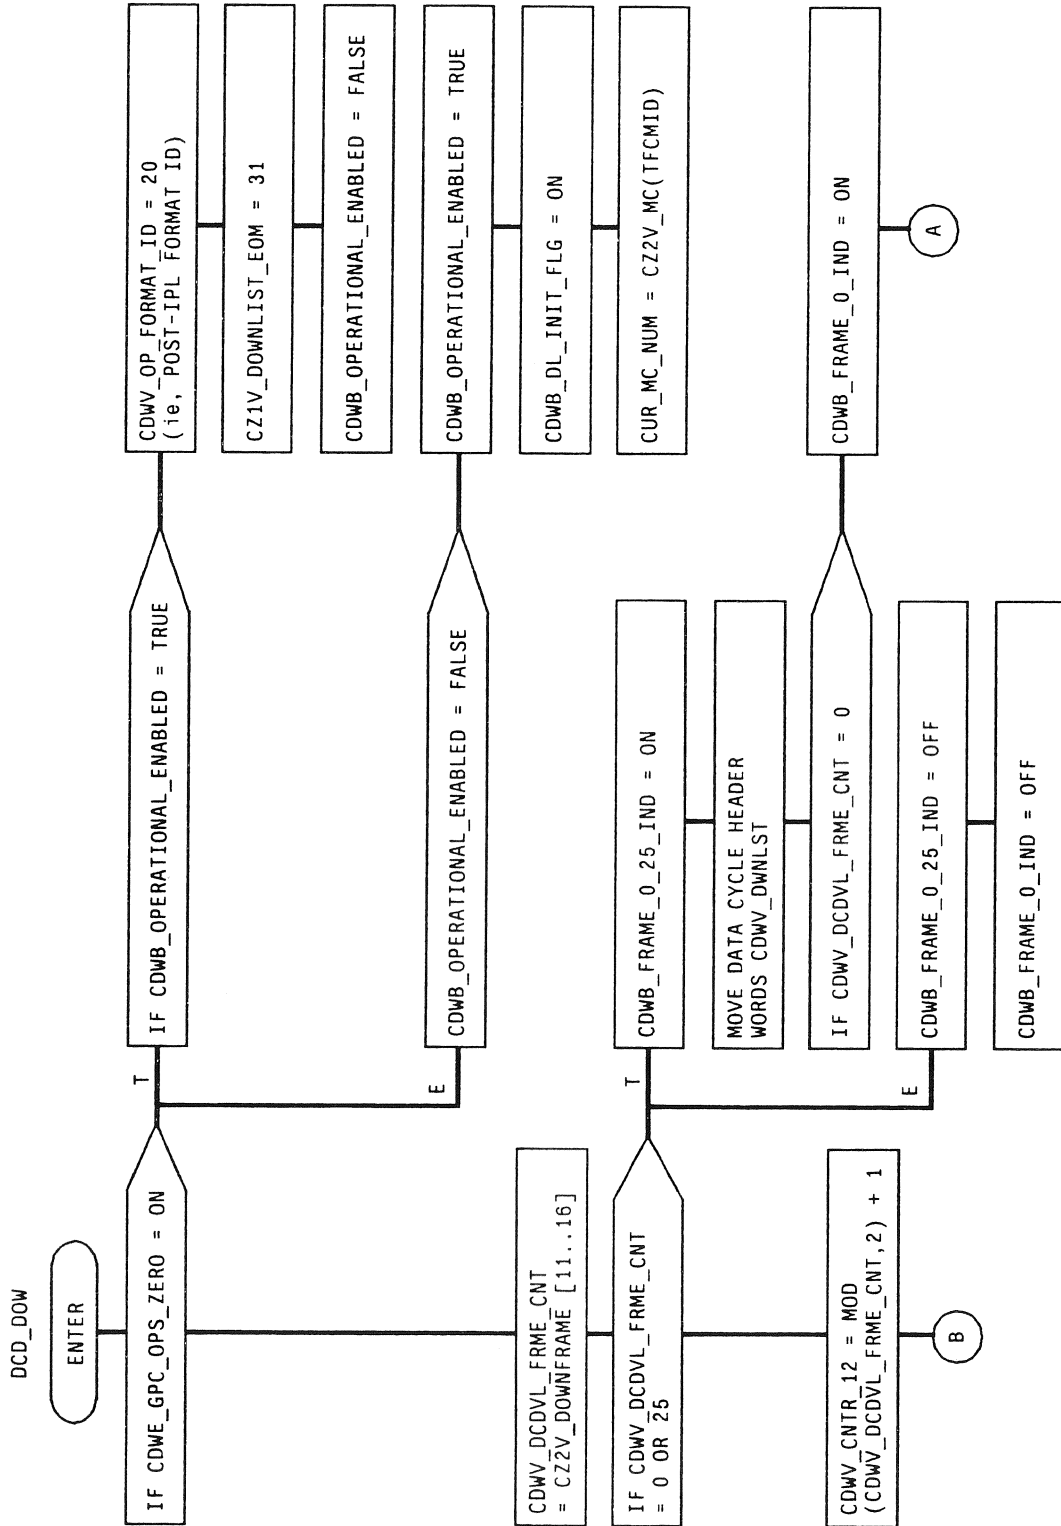 DCD_DOW
ENTER
IF CDWE_GPC_OPS_ZERO = ON
T
IF CDWB_OPERATIONAL_ENABLED = TRUE
CDWV_OP_FORMAT_ID = 20
(ie, POST-IPL FORMAT ID)
CZ1V_DOWNLIST_EOM = 31
CDWB_OPERATIONAL_ENABLED = FALSE
E
CDWB_OPERATIONAL_ENABLED = FALSE
CDWB_OPERATIONAL_ENABLED = TRUE
CDWB_DL_INIT_FLG = ON
CUR_MC_NUM = CZ2V_MC(TFCMID)
CDWV_DCDVL_FRME_CNT
= CZ2V_DOWNFRAME [11..16]
IF CDWV_DCDVL_FRME_CNT
= 0 OR 25
T
CDWB_FRAME_0_25_IND = ON
MOVE DATA CYCLE HEADER
WORDS CDWV_DWNLST
IF CDWV_DCDVL_FRME_CNT = 0
CDWB_FRAME_0_IND = ON
A
E
CDWB_FRAME_0_25_IND = OFF
CDWB_FRAME_0_IND = OFF
CDWV_CNTR_12 = MOD
(CDWV_DCDVL_FRME_CNT,2) + 1
B